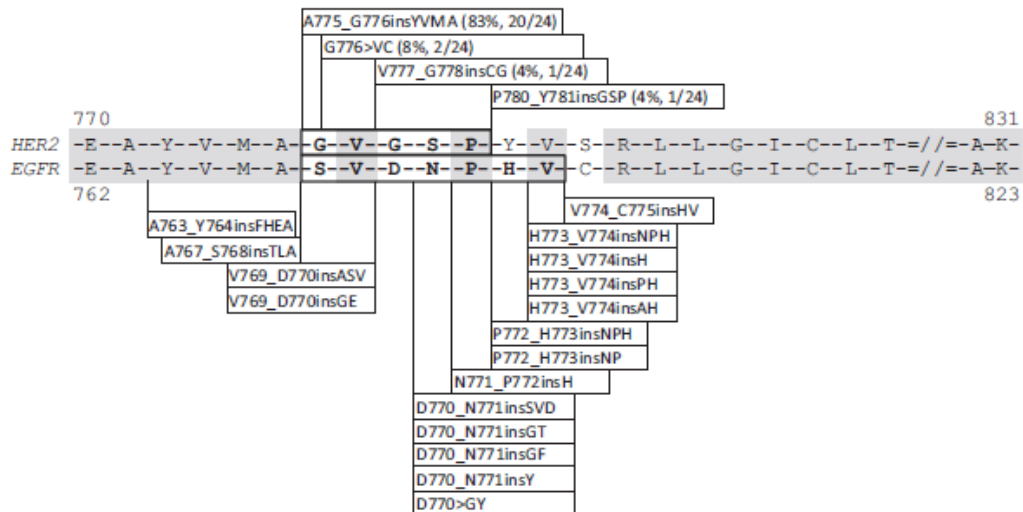 A775_G776insYVMA (83%, 20/24)
G776>VC (8%, 2/24)
V777_G778insCG (4%, 1/24)
P780_Y781insGSP (4%, 1/24)
770 831
HER2 -E--A--Y--V--M--A--G--V--G--S--P--Y--V--S--R--L--L--G--I--C--L--T-=//=-A--K-
EGFR -E--A--Y--V--M--A--S--V--D--N--P--H--V--C--R--L--L--G--I--C--L--T-=//=-A--K-
762 823
V774_C775insHV
A763_Y764insFHEA
H773_V774insNPH
A767_S768insTLA
H773_V774insH
V769_D770insASV
H773_V774insPH
V769_D770insGE
H773_V774insAH
P772_H773insNPH
P772_H773insNP
N771_P772insH
D770_N771insSVD
D770_N771insGT
D770_N771insGF
D770_N771insY
D770>GY